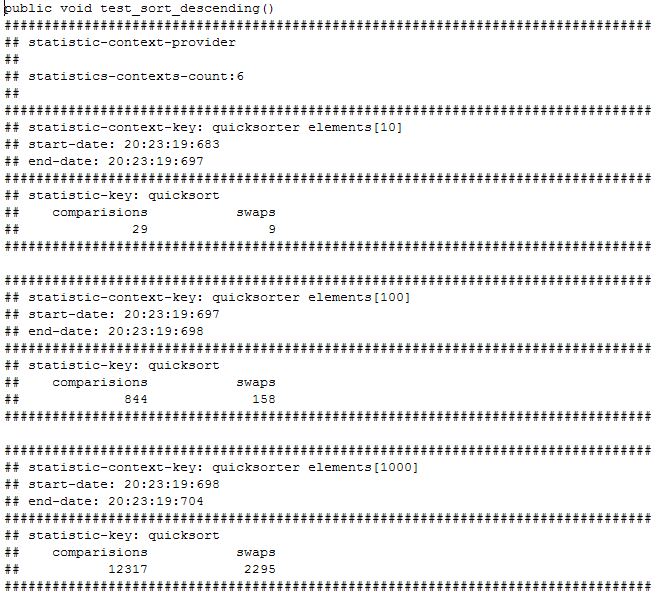 public void test_sort_descending()
#################################################################################
## statistic-context-provider
##
## statistics-contexts-count:6
##
#################################################################################
## statistic-context-key: quicksorter elements[10]
## start-date: 20:23:19:683
## end-date: 20:23:19:697
#################################################################################
## statistic-key: quicksort
##    comparisions           swaps
##              29               9
#################################################################################

#################################################################################
## statistic-context-key: quicksorter elements[100]
## start-date: 20:23:19:697
## end-date: 20:23:19:698
#################################################################################
## statistic-key: quicksort
##    comparisions           swaps
##             844             158
#################################################################################

#################################################################################
## statistic-context-key: quicksorter elements[1000]
## start-date: 20:23:19:698
## end-date: 20:23:19:704
#################################################################################
## statistic-key: quicksort
##    comparisions           swaps
##           12317            2295
#################################################################################